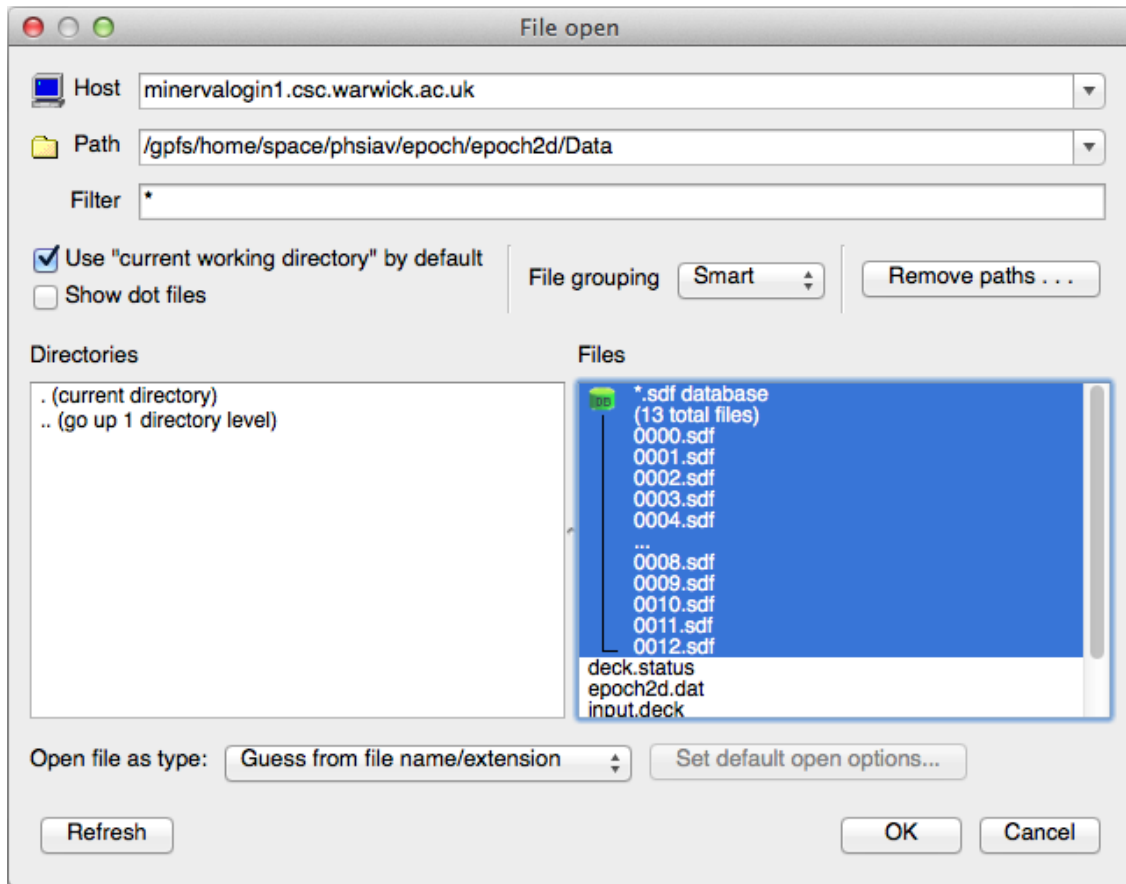 File open
Host minervalogin1.csc.warwick.ac.uk
Path /gpfs/home/space/phsiav/epoch/epoch2d/Data
Filter *
Use "current working directory" by default
Show dot files
File grouping Smart
Remove paths . . .
Directories
. (current directory)
.. (go up 1 directory level)
Files
DB
*.sdf database
(13 total files)
0000.sdf
0001.sdf
0002.sdf
0003.sdf
0004.sdf
...
0008.sdf
0009.sdf
0010.sdf
0011.sdf
0012.sdf
deck.status
epoch2d.dat
input.deck
Open file as type: Guess from file name/extension Set default open options...
Refresh OK Cancel